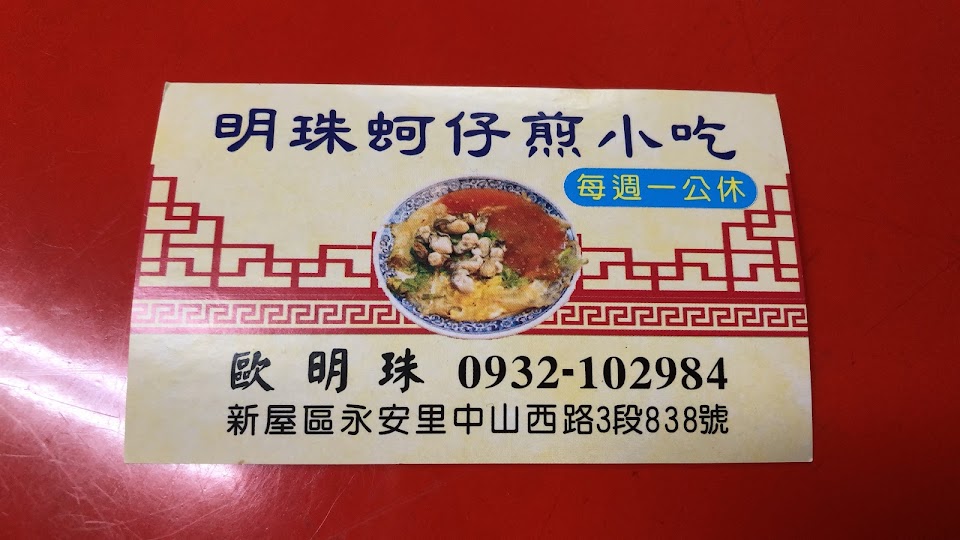 明珠蚵仔煎小吃
每週一公休
歐明珠 0932-102984
新屋區永安里中山西路3段838號